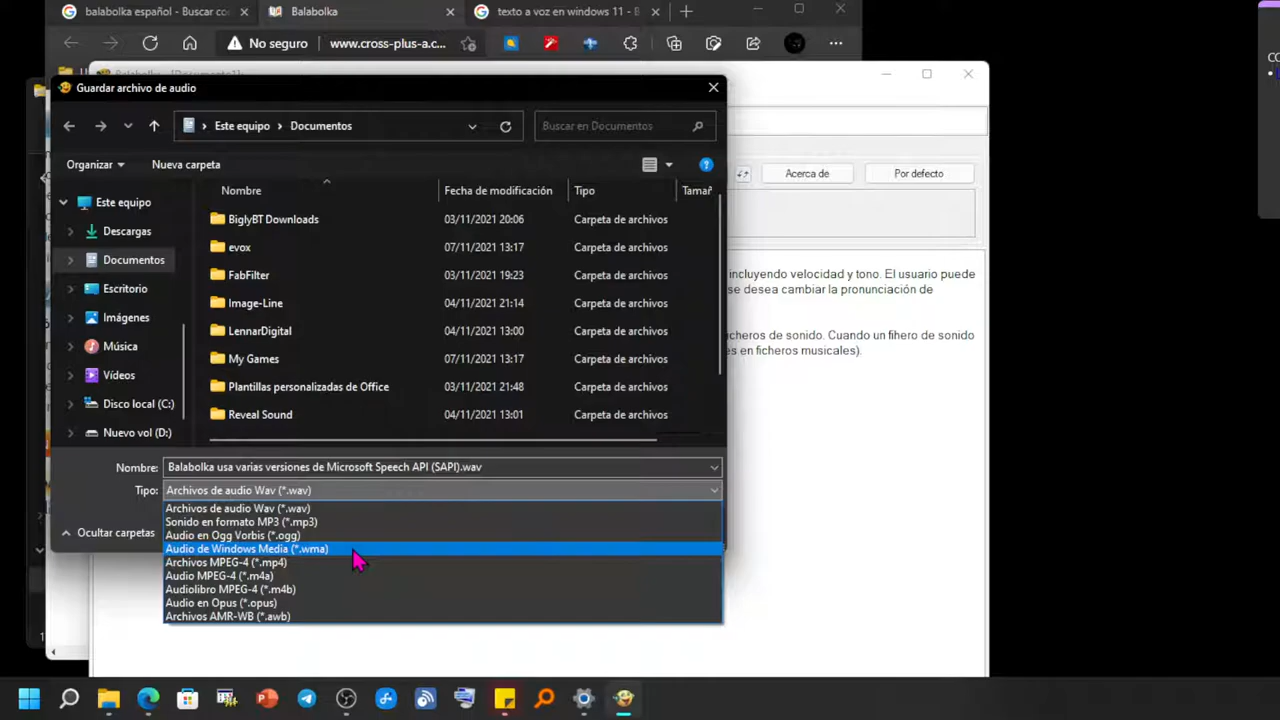 balabolka español - Buscar co
Balabolka
texto a voz en windows 11 - B
No seguro
www.cross-plus-a.c...
Guardar archivo de audio
Este equipo
Documentos
Buscar en Documentos
Organizar
Nueva carpeta
Acerca de
Por defecto
Nombre
Fecha de modificación
Tipo
Tamañ
Este equipo
Descargas
Documentos
Escritorio
Imágenes
Música
Vídeos
Disco local (C:)
Nuevo vol (D:)
BiglyBT Downloads 03/11/2021 20:06 Carpeta de archivos
evox 07/11/2021 13:17 Carpeta de archivos
FabFilter 03/11/2021 19:23 Carpeta de archivos
Image-Line 04/11/2021 21:14 Carpeta de archivos
LennarDigital 04/11/2021 13:00 Carpeta de archivos
My Games 07/11/2021 13:17 Carpeta de archivos
Plantillas personalizadas de Office 03/11/2021 21:48 Carpeta de archivos
Reveal Sound 04/11/2021 13:01 Carpeta de archivos
incluyendo velocidad y tono. El usuario puede
se desea cambiar la pronunciación de
icheros de sonido. Cuando un fihero de sonido
es en ficheros musicales).
Nombre: Balabolka usa varias versiones de Microsoft Speech API (SAPI).wav
Tipo: Archivos de audio Wav (*.wav)
Archivos de audio Wav (*.wav)
Sonido en formato MP3 (*.mp3)
Audio en Ogg Vorbis (*.ogg)
Audio de Windows Media (*.wma)
Archivos MPEG-4 (*.mp4)
Audio MPEG-4 (*.m4a)
Audiolibro MPEG-4 (*.m4b)
Audio en Opus (*.opus)
Archivos AMR-WB (*.awb)
Ocultar carpetas